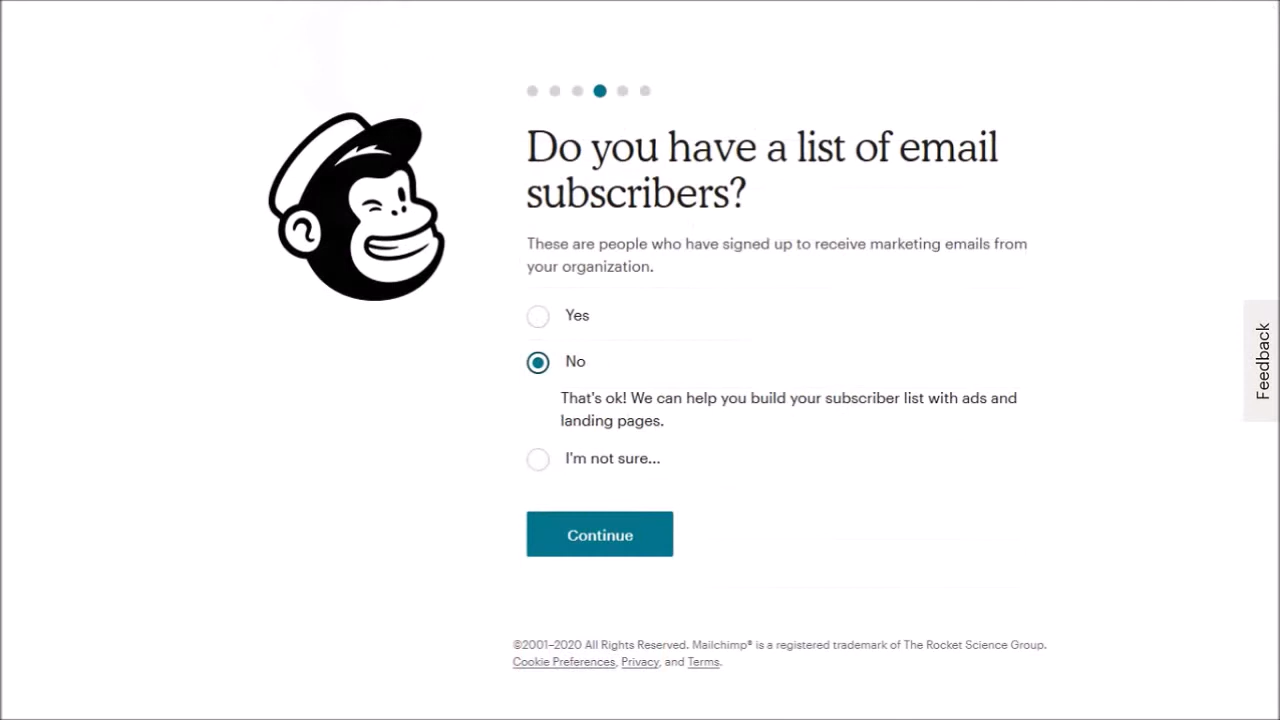 Do you have a list of email
subscribers?
These are people who have signed up to receive marketing emails from
your organization.
Yes
No
That's ok! We can help you build your subscriber list with ads and
landing pages.
I'm not sure...
Continue
Feedback
©2001–2020 All Rights Reserved. Mailchimp® is a registered trademark of The Rocket Science Group.
Cookie Preferences, Privacy, and Terms.